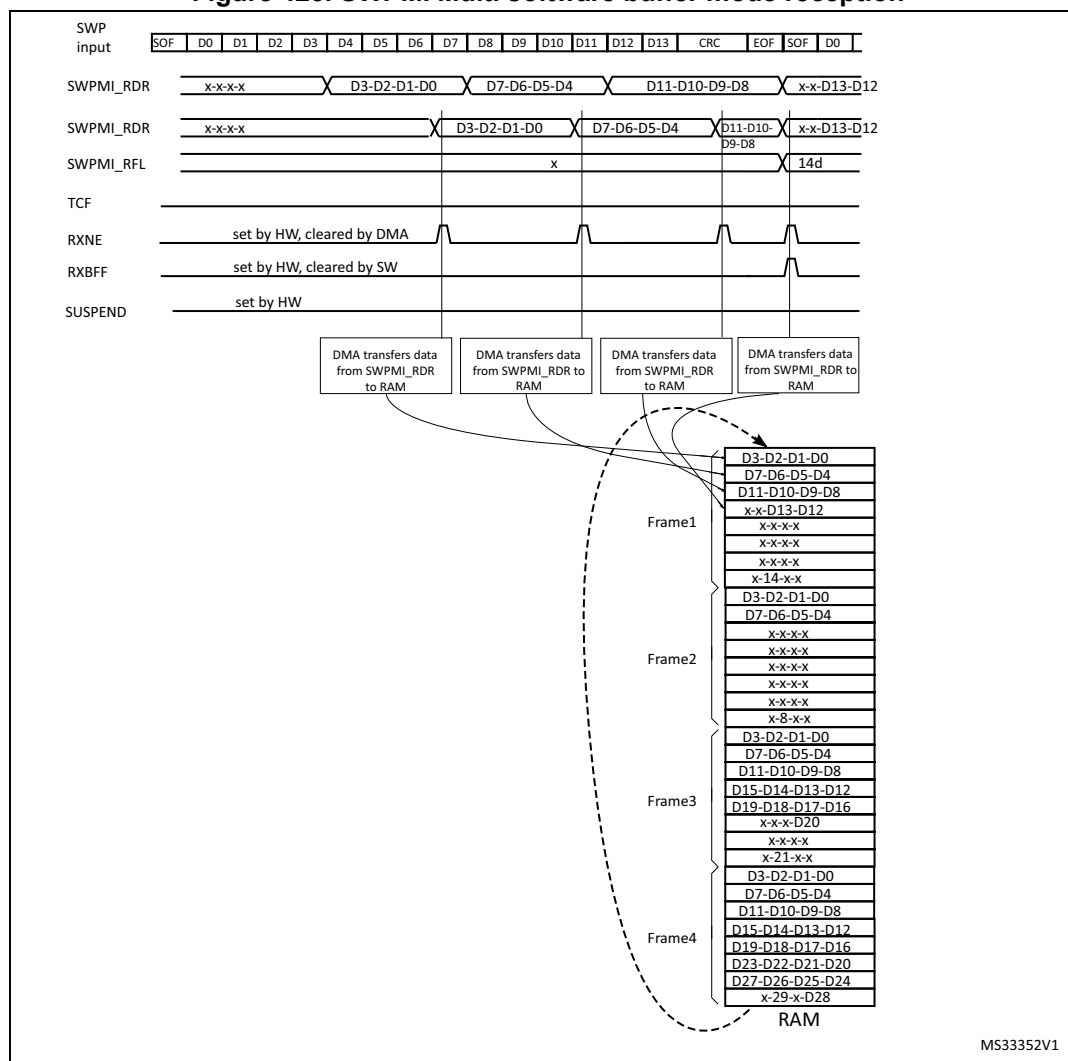 SWP
input SOF D0 D1 D2 D3 D4 D5 D6 D7 D8 D9 D10 D11 D12 D13 CRC EOF SOF D0
SWPMI_RDR x-x-x-x D3-D2-D1-D0 D7-D6-D5-D4 D11-D10-D9-D8 x-x-D13-D12
SWPMI_RDR x-x-x-x D3-D2-D1-D0 D7-D6-D5-D4 D11-D10-
D9-D8 x-x-D13-D12
SWPMI_RFL x 14d
TCF
RXNE set by HW, cleared by DMA
RXBFF set by HW, cleared by SW
SUSPEND set by HW
DMA transfers data
from SWPMI_RDR
to RAM
DMA transfers data
from SWPMI_RDR to
RAM
DMA transfers data
from SWPMI_RDR
to RAM
DMA transfers data
from SWPMI_RDR to
RAM
Frame1
D3-D2-D1-D0
D7-D6-D5-D4
D11-D10-D9-D8
x-x-D13-D12
x-x-x-x
x-x-x-x
x-x-x-x
x-14-x-x
Frame2
D3-D2-D1-D0
D7-D6-D5-D4
x-x-x-x
x-x-x-x
x-x-x-x
x-x-x-x
x-x-x-x
x-8-x-x
Frame3
D3-D2-D1-D0
D7-D6-D5-D4
D11-D10-D9-D8
D15-D14-D13-D12
D19-D18-D17-D16
x-x-x-D20
x-x-x-x
x-21-x-x
Frame4
D3-D2-D1-D0
D7-D6-D5-D4
D11-D10-D9-D8
D15-D14-D13-D12
D19-D18-D17-D16
D23-D22-D21-D20
D27-D26-D25-D24
x-29-x-D28
RAM
MS33352V1